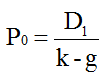 P₀ = D₁
k - g